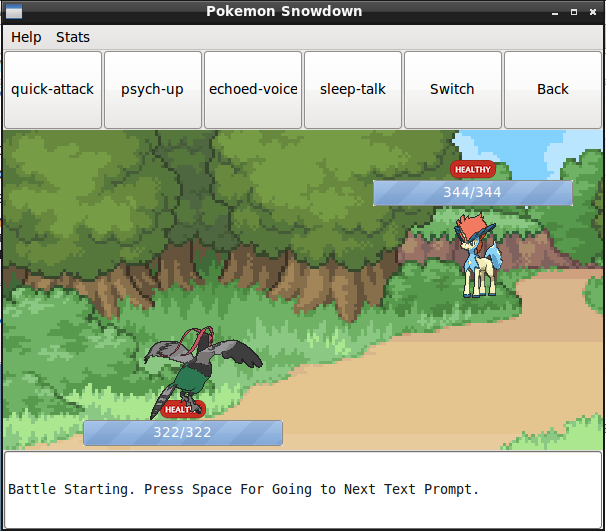 Pokemon Snowdown
Help Stats
quick-attack psych-up echoed-voice sleep-talk Switch Back
HEALTHY
344/344
HEALTHY
322/322
Battle Starting. Press Space For Going to Next Text Prompt.